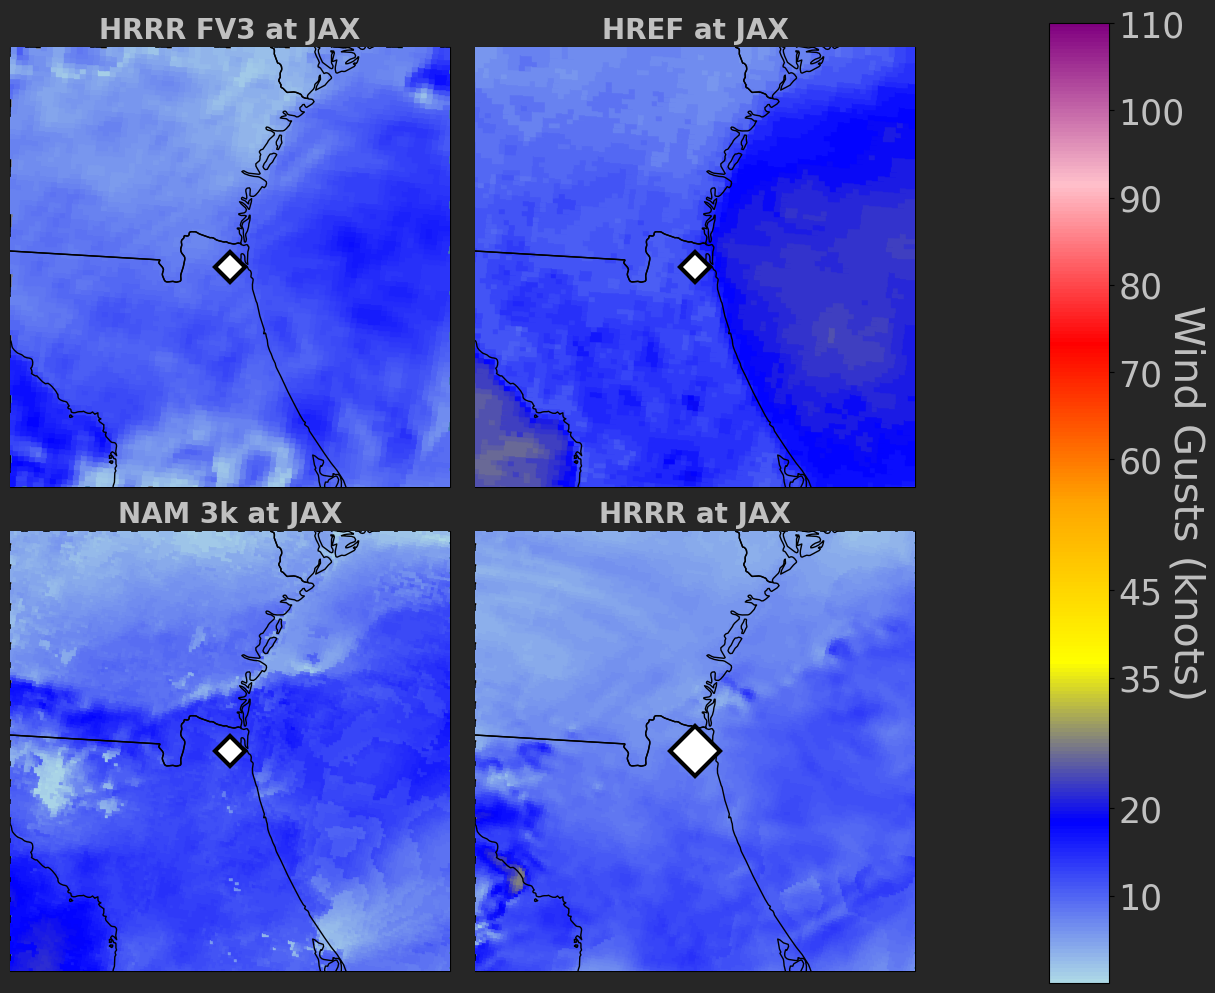 HRRR FV3 at JAX
HREF at JAX
NAM 3k at JAX
HRRR at JAX
110
100
90
80
70
60
45
35
20
10
Wind Gusts (knots)